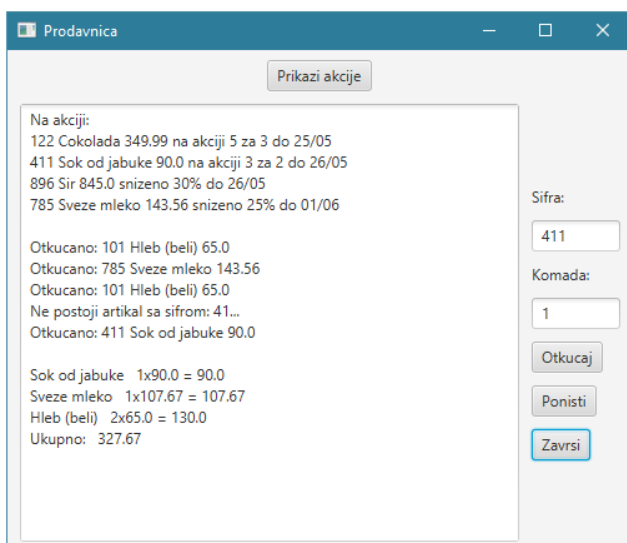 Prodavnica
Prikazi akcije
Na akciji:
122 Cokolada 349.99 na akciji 5 za 3 do 25/05
411 Sok od jabuke 90.0 na akciji 3 za 2 do 26/05
896 Sir 845.0 snizeno 30% do 26/05
785 Sveze mleko 143.56 snizeno 25% do 01/06
Otkucano: 101 Hleb (beli) 65.0
Otkucano: 785 Sveze mleko 143.56
Otkucano: 101 Hleb (beli) 65.0
Ne postoji artikal sa sifrom: 41...
Otkucano: 411 Sok od jabuke 90.0
Sok od jabuke 1x90.0 = 90.0
Sveze mleko 1x107.67 = 107.67
Hleb (beli) 2x65.0 = 130.0
Ukupno: 327.67
Sifra:
411
Komada:
1
Otkucaj
Ponisti
Zavrsi